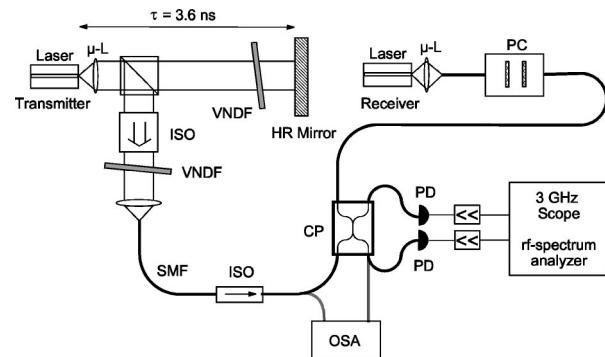 τ = 3.6 ns
Laser
μ-L
Transmitter
VNDF
HR Mirror
ISO
VNDF
SMF
ISO
Laser
μ-L
Receiver
PC
CP
PD
PD
<<
<<
3 GHz
Scope
rf-spectrum
analyzer
OSA